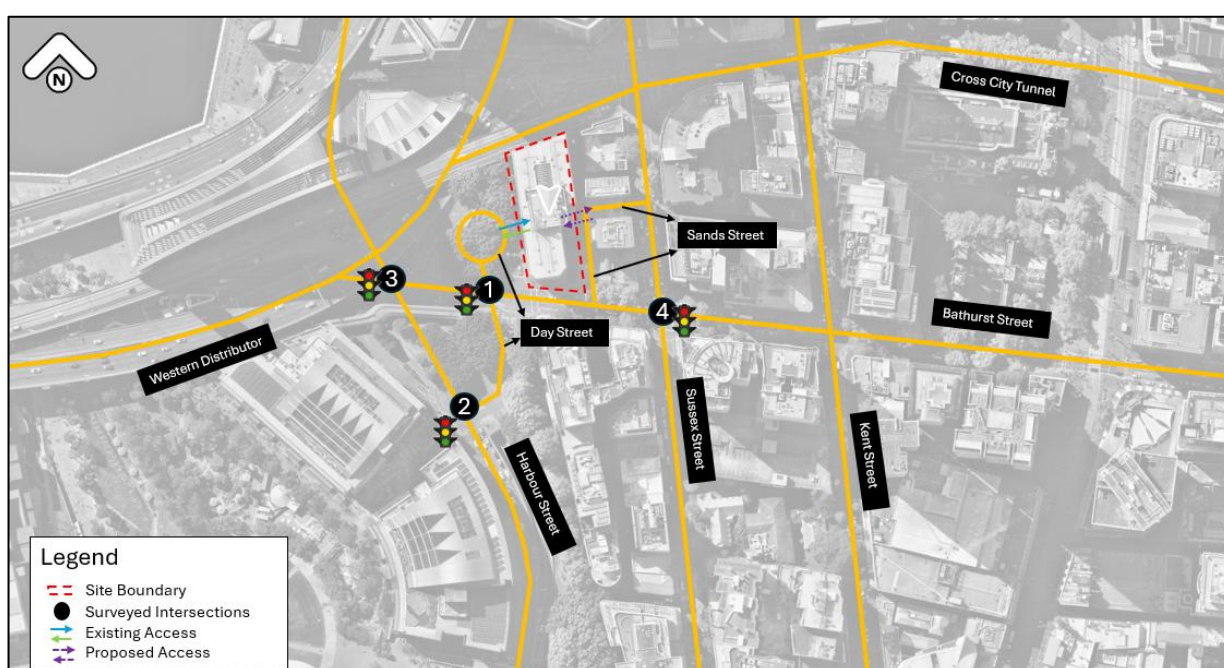 N
Cross City Tunnel
Sands Street
3
1
4
Day Street
Bathurst Street
Western Distributor
2
Sussex Street
Kent Street
Harbour Street
Legend
Site Boundary
Surveyed Intersections
Existing Access
Proposed Access